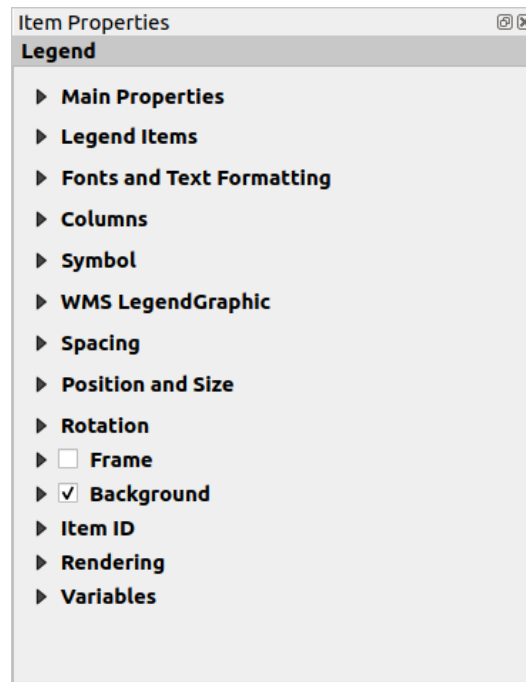 Item Properties
Legend
Main Properties
Legend Items
Fonts and Text Formatting
Columns
Symbol
WMS LegendGraphic
Spacing
Position and Size
Rotation
Frame
Background
Item ID
Rendering
Variables